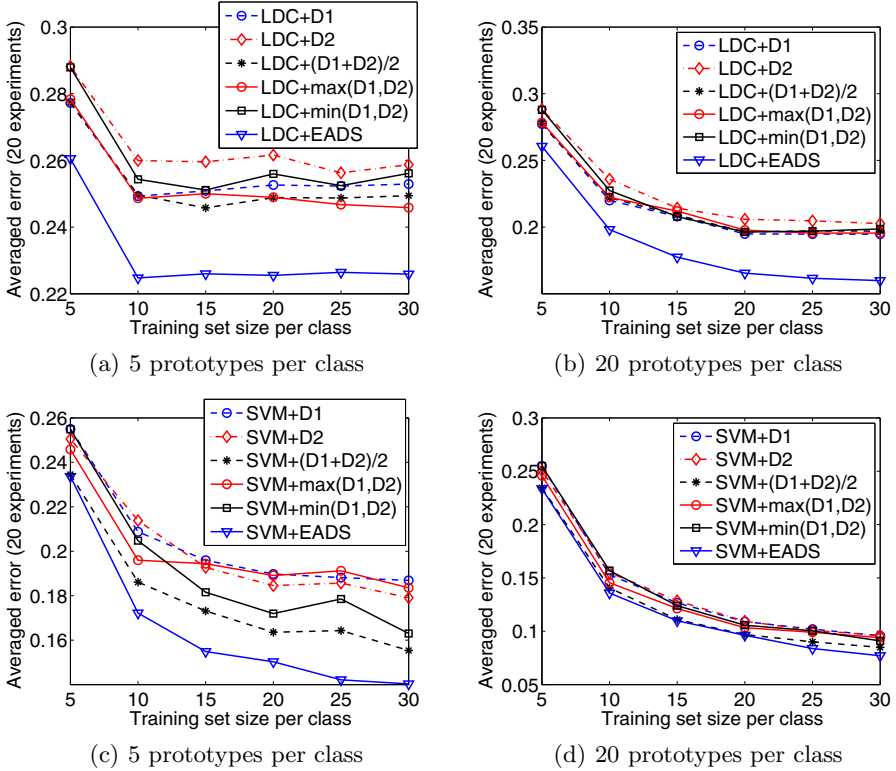 0.3
0.28
0.26
0.24
0.22
5 10 15 20 25 30
Averaged error (20 experiments)
Training set size per class
LDC+D1
LDC+D2
LDC+(D1+D2)/2
LDC+max(D1,D2)
LDC+min(D1,D2)
LDC+EADS
(a) 5 prototypes per class
0.35
0.3
0.25
0.2
5 10 15 20 25 30
Averaged error (20 experiments)
Training set size per class
LDC+D1
LDC+D2
LDC+(D1+D2)/2
LDC+max(D1,D2)
LDC+min(D1,D2)
LDC+EADS
(b) 20 prototypes per class
0.26
0.24
0.22
0.2
0.18
0.16
5 10 15 20 25 30
Averaged error (20 experiments)
Training set size per class
SVM+D1
SVM+D2
SVM+(D1+D2)/2
SVM+max(D1,D2)
SVM+min(D1,D2)
SVM+EADS
(c) 5 prototypes per class
0.3
0.25
0.2
0.15
0.1
0.05
5 10 15 20 25 30
Averaged error (20 experiments)
Training set size per class
SVM+D1
SVM+D2
SVM+(D1+D2)/2
SVM+max(D1,D2)
SVM+min(D1,D2)
SVM+EADS
(d) 20 prototypes per class